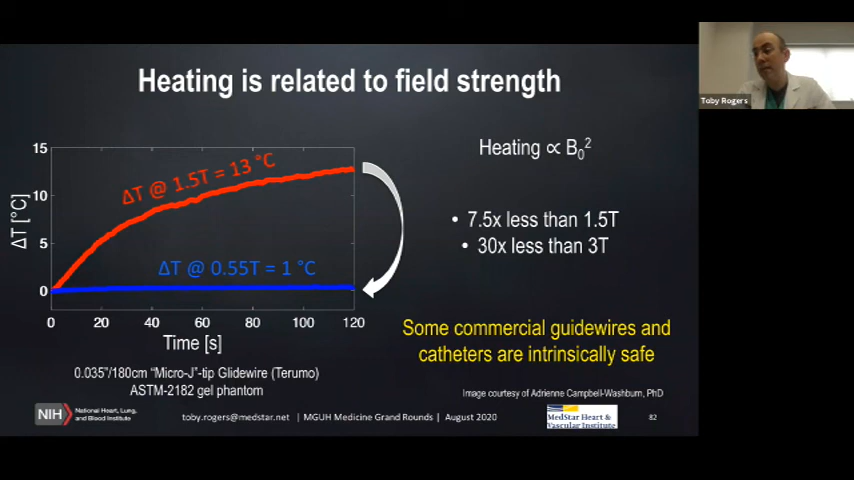 Heating is related to field strength
Toby Rogers
15
10
5
0
ΔT [°C]
ΔT @ 1.5T = 13 °C
ΔT @ 0.55T = 1 °C
0 20 40 60 80 100 120
Time [s]
0.035"/180cm "Micro-J"-tip Glidewire (Terumo)
ASTM-2182 gel phantom
Heating ∝ B₀²
• 7.5x less than 1.5T
• 30x less than 3T
Some commercial guidewires and
catheters are intrinsically safe
Image courtesy of Adrienne Campbell-Washburn, PhD
NIH National Heart, Lung,
and Blood Institute
toby.rogers@medstar.net | MGUH Medicine Grand Rounds | August 2020
MedStar Heart &
Vascular Institute
82